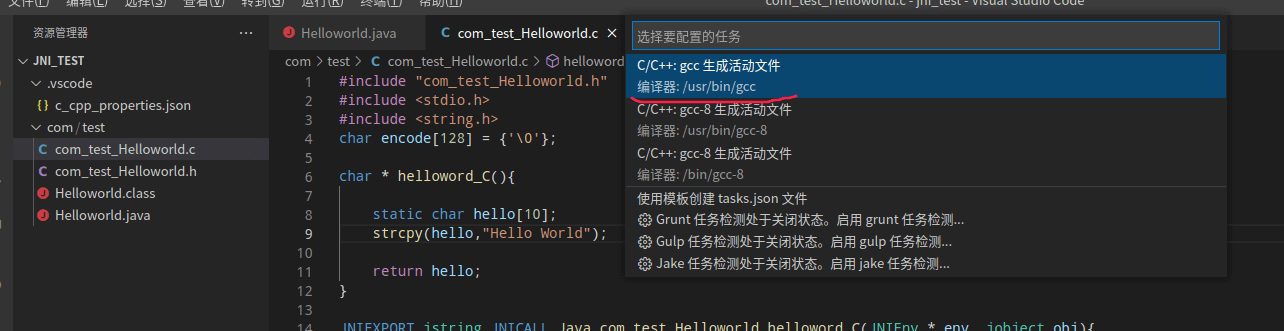 文件(F) 编辑(E) 选择(S) 查看(V) 转到(G) 运行(R) 终端(T) 帮助(H) com_test_Helloworld.c - jni_test - Visual Studio Code
资源管理器 ···
JNI_TEST
.vscode
{} c_cpp_properties.json
com / test
C com_test_Helloworld.c
C com_test_Helloworld.h
Helloworld.class
Helloworld.java
Helloworld.java
C com_test_Helloworld.c ×
com > test > C com_test_Helloworld.c > helloword
1 #include "com_test_Helloworld.h"
2 #include <stdio.h>
3 #include <string.h>
4 char encode[128] = {'\0'};
5
6 char * helloword_C(){
7
8 static char hello[10];
9 strcpy(hello,"Hello World");
10
11 return hello;
12 }
13
14 JNIEXPORT jstring JNICALL Java_com_test_Helloworld_helloword_C(JNIEnv * env, jobject obj){
选择要配置的任务
C/C++: gcc 生成活动文件
编译器: /usr/bin/gcc
C/C++: gcc-8 生成活动文件
编译器: /usr/bin/gcc-8
C/C++: gcc-8 生成活动文件
编译器: /bin/gcc-8
使用模板创建 tasks.json 文件
Grunt 任务检测处于关闭状态。启用 grunt 任务检测...
Gulp 任务检测处于关闭状态。启用 gulp 任务检测...
Jake 任务检测处于关闭状态。启用 jake 任务检测...